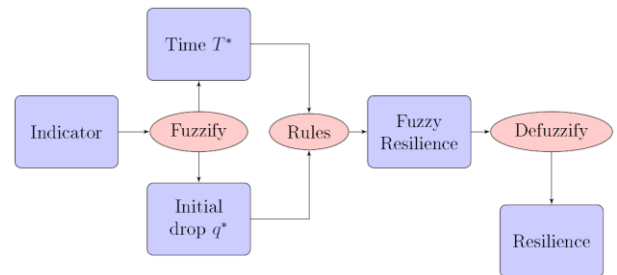 Time T*
Indicator
Fuzzify
Rules
Fuzzy
Resilience
Defuzzify
Initial
drop q*
Resilience